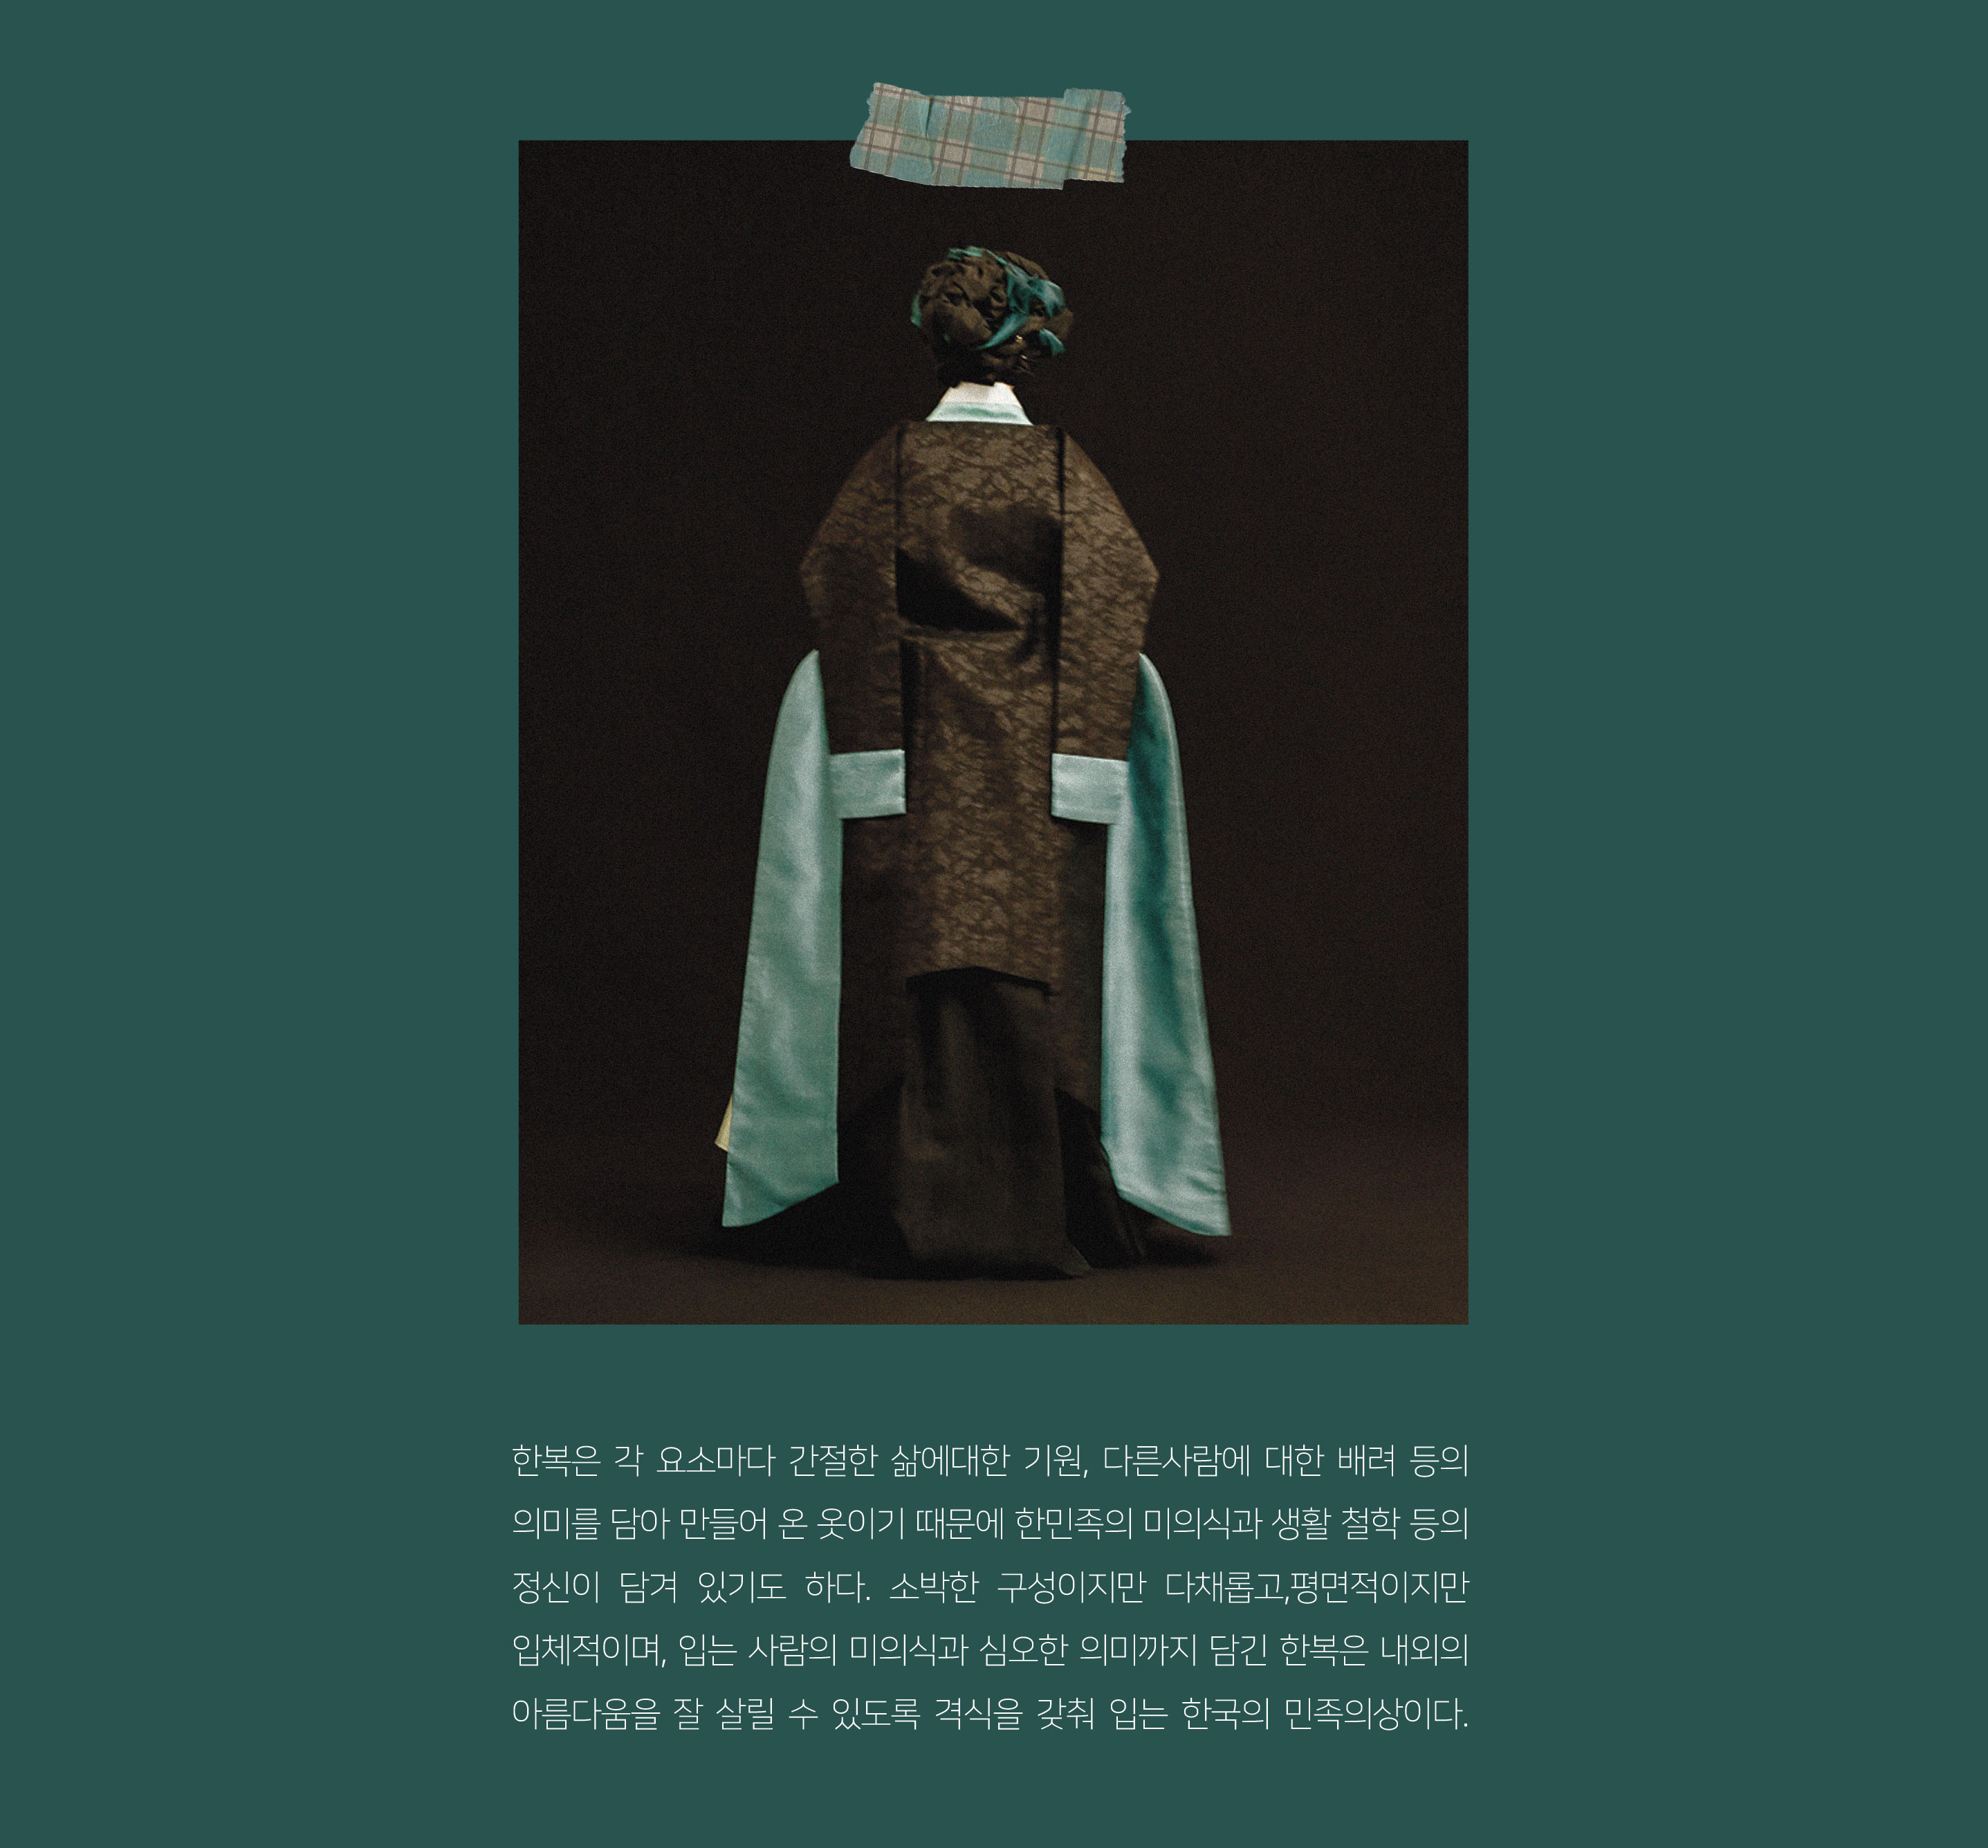 한복은 각 요소마다 간절한 삶에대한 기원, 다른사람에 대한 배려 등의
의미를 담아 만들어 온 옷이기 때문에 한민족의 미의식과 생활 철학 등의
정신이 담겨 있기도 하다. 소박한 구성이지만 다채롭고,평면적이지만
입체적이며, 입는 사람의 미의식과 심오한 의미까지 담긴 한복은 내외의
아름다움을 잘 살릴 수 있도록 격식을 갖춰 입는 한국의 민족의상이다.